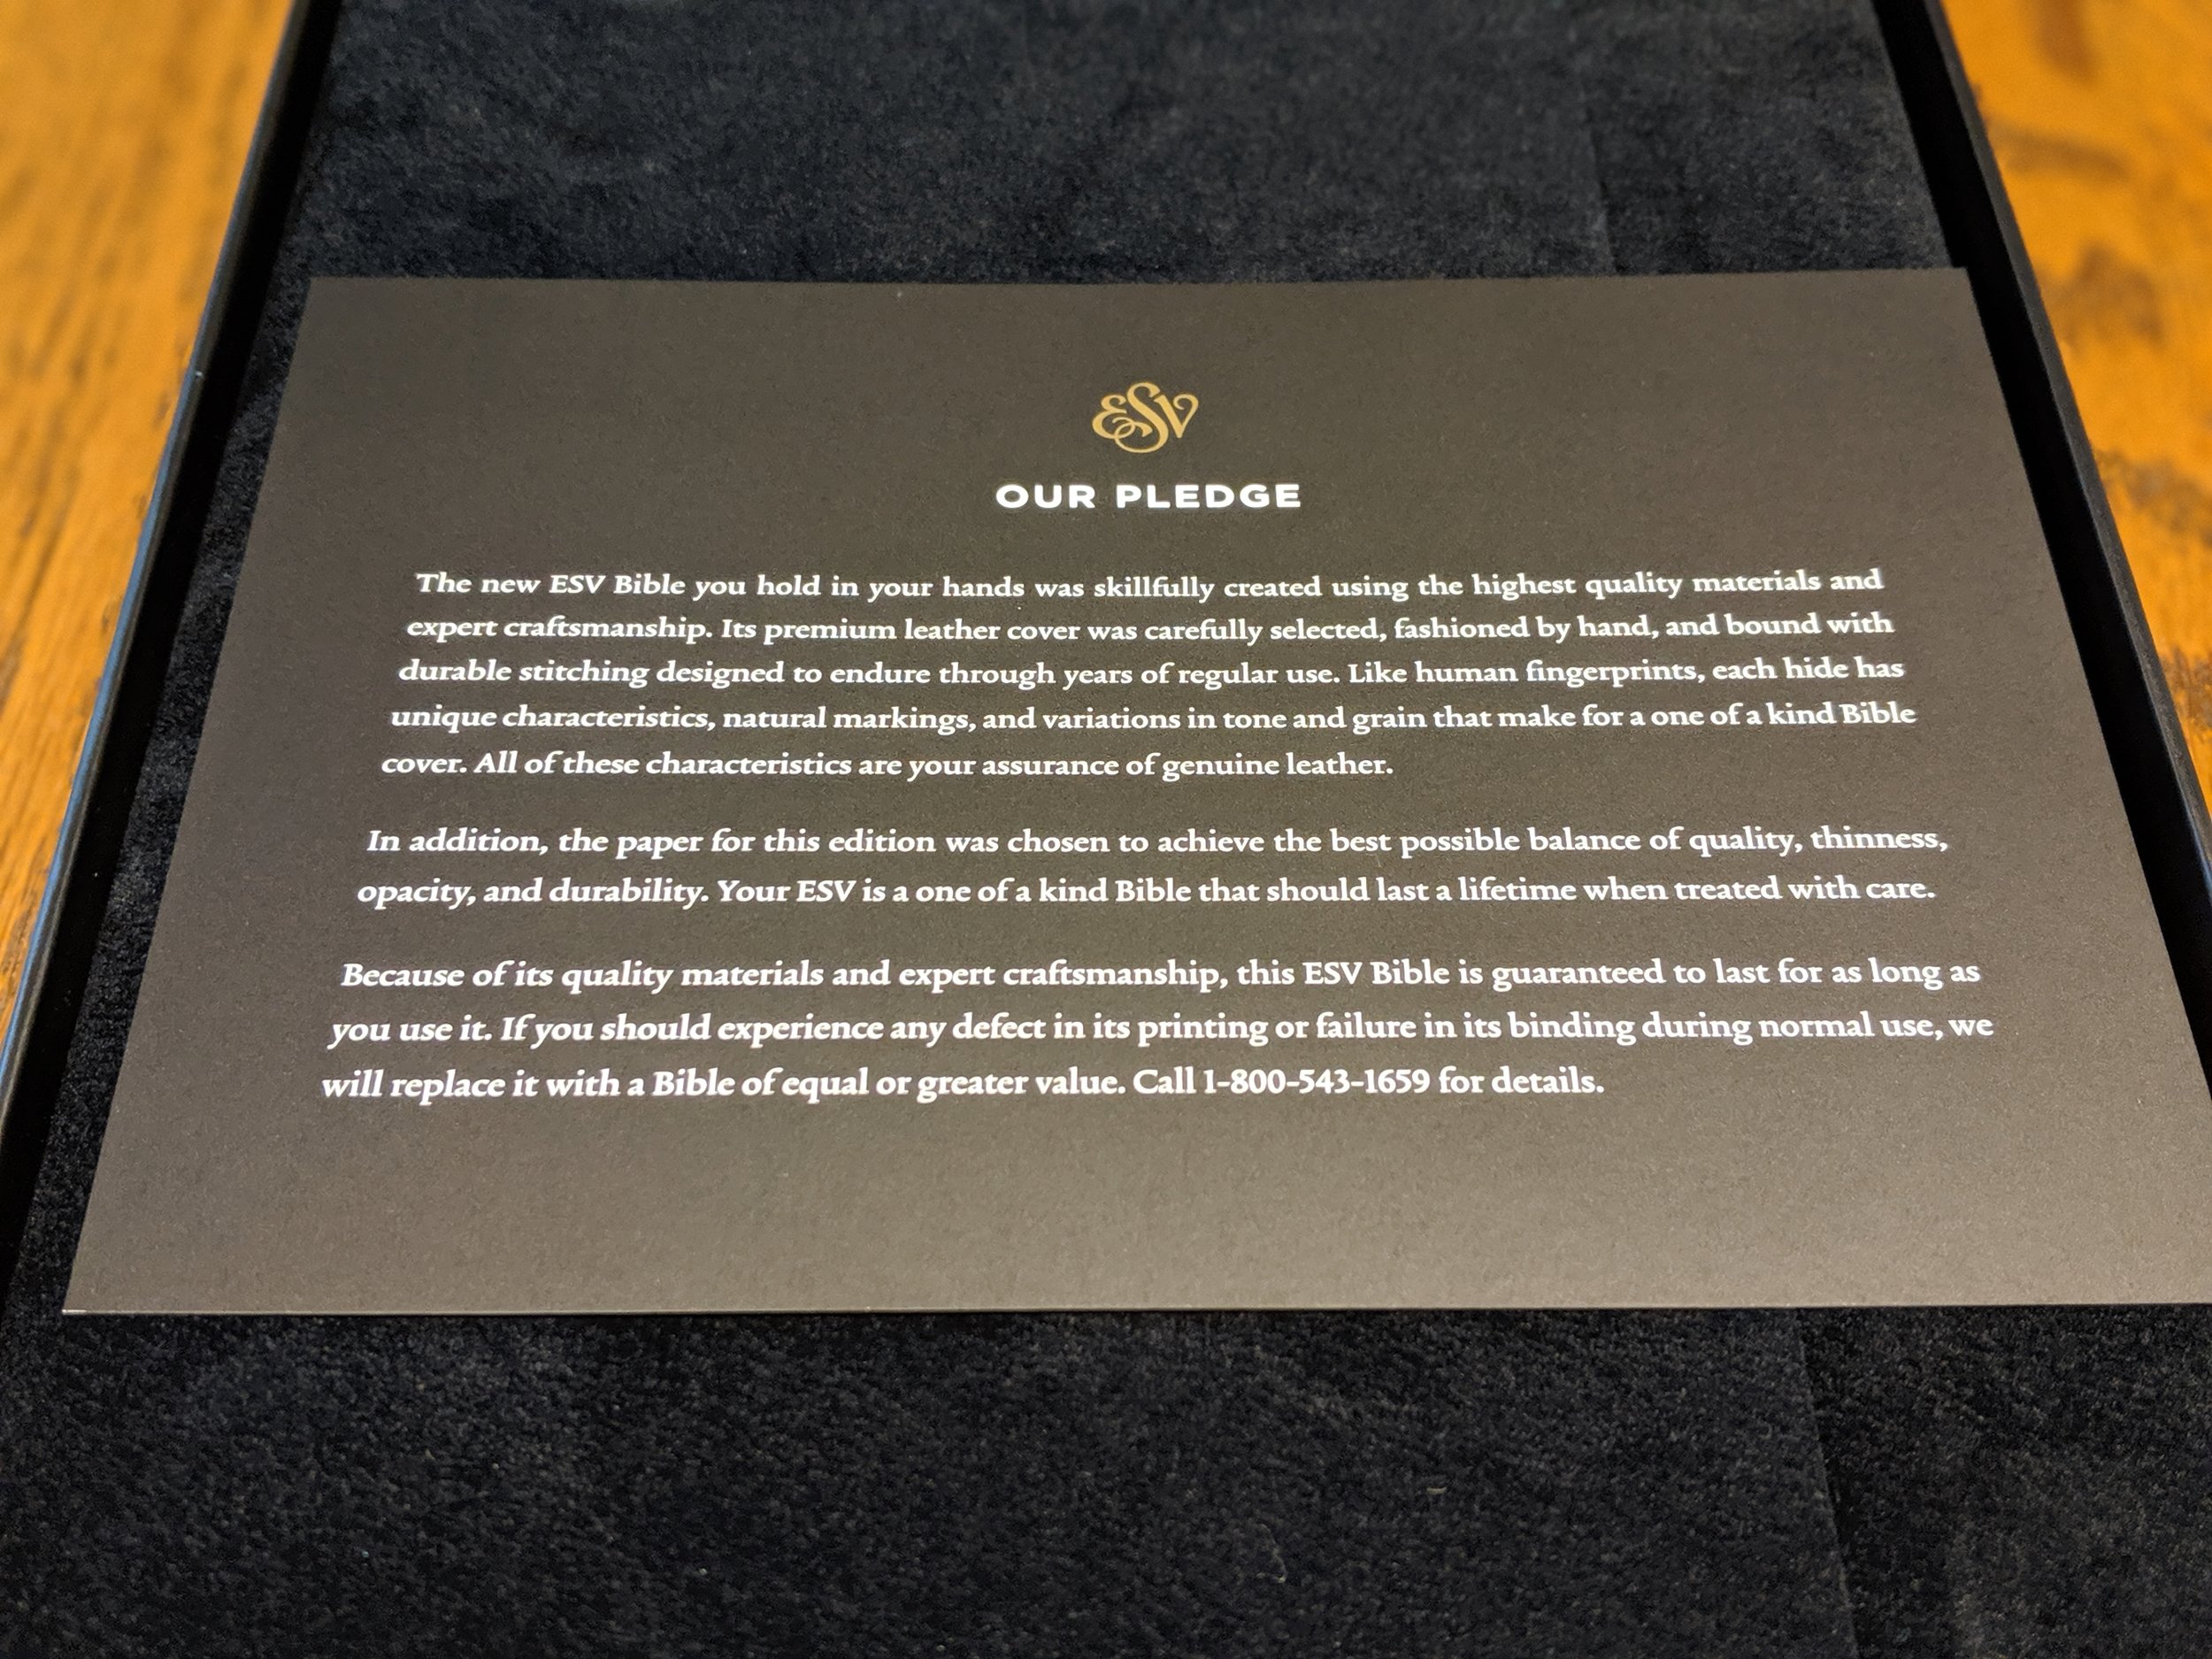 ESV
OUR PLEDGE
The new ESV Bible you hold in your hands was skillfully created using the highest quality materials and
expert craftsmanship. Its premium leather cover was carefully selected, fashioned by hand, and bound with
durable stitching designed to endure through years of regular use. Like human fingerprints, each hide has
unique characteristics, natural markings, and variations in tone and grain that make for a one of a kind Bible
cover. All of these characteristics are your assurance of genuine leather.
In addition, the paper for this edition was chosen to achieve the best possible balance of quality, thinness,
opacity, and durability. Your ESV is a one of a kind Bible that should last a lifetime when treated with care.
Because of its quality materials and expert craftsmanship, this ESV Bible is guaranteed to last for as long as
you use it. If you should experience any defect in its printing or failure in its binding during normal use, we
will replace it with a Bible of equal or greater value. Call 1-800-543-1659 for details.